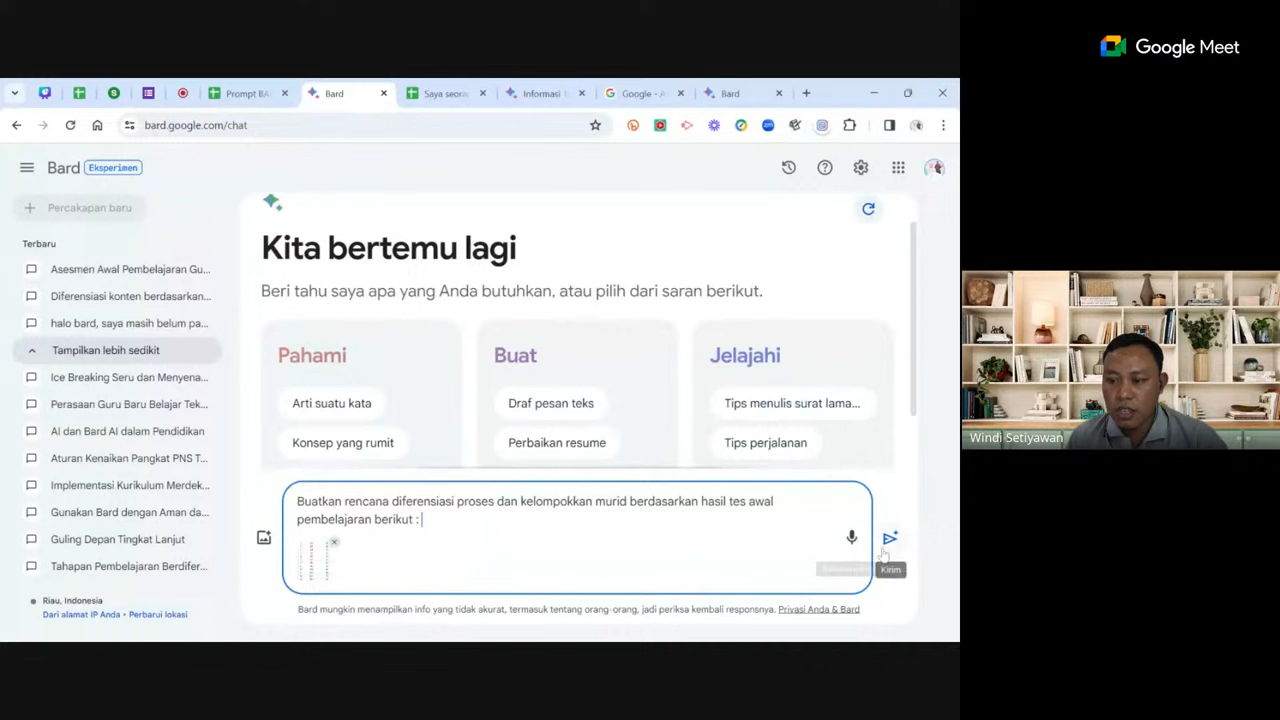 Google Meet
Prompt BA
Bard
Saya seora
Informasi
Google - A
Bard
bard.google.com/chat
Bard Eksperimen
Percakapan baru
Terbaru
Asesmen Awal Pembelajaran Gu...
Diferensiasi konten berdasarkan...
halo bard, saya masih belum pa...
Tampilkan lebih sedikit
Ice Breaking Seru dan Menyena...
Perasaan Guru Baru Belajar Tek...
AI dan Bard AI dalam Pendidikan
Aturan Kenaikan Pangkat PNS T...
Implementasi Kurikulum Merdek...
Gunakan Bard dengan Aman da...
Guling Depan Tingkat Lanjut
Tahapan Pembelajaran Berdifer...
Riau, Indonesia
Dari alamat IP Anda • Perbarui lokasi
Kita bertemu lagi
Beri tahu saya apa yang Anda butuhkan, atau pilih dari saran berikut.
Pahami
Arti suatu kata
Konsep yang rumit
Buat
Draf pesan teks
Perbaikan resume
Jelajahi
Tips menulis surat lama...
Tips perjalanan
Buatkan rencana diferensiasi proses dan kelompokkan murid berdasarkan hasil tes awal
pembelajaran berikut :
Kirim
Bard mungkin menampilkan info yang tidak akurat, termasuk tentang orang-orang, jadi periksa kembali responsnya. Privasi Anda & Bard
Windi Setiyawan